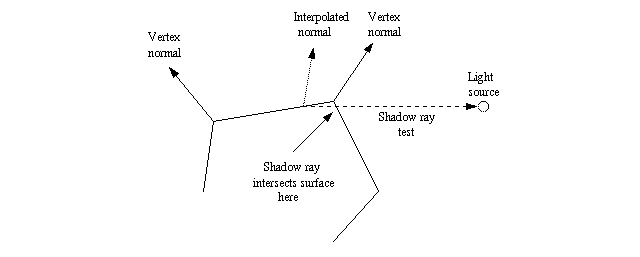 Interpolated
normal
Vertex
normal
Vertex
normal
Light
source
Shadow ray
test
Shadow ray
intersects surface
here